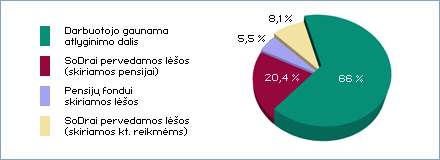 Darbuotojo gaunama
atlyginimo dalis
SoDrai pervedamos lėšos
(skiriamos pensijai)
Pensijų fondui
skiriamos lėšos
SoDrai pervedamos lėšos
(skiriamos kt. reikmėms)
8,1 %
5,5 %
20,4 %
66 %